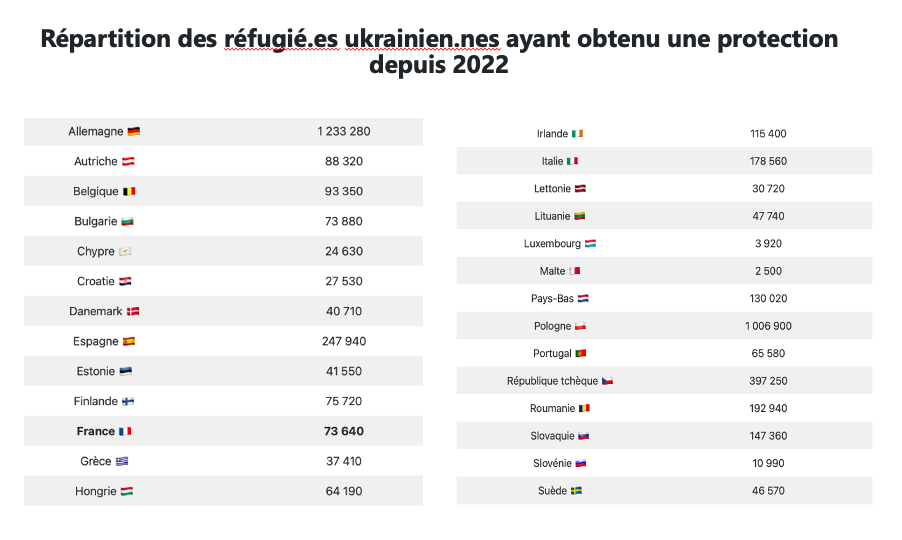 Répartition des réfugié.es ukrainien.nes ayant obtenu une protection
depuis 2022
Allemagne 🇩🇪 1 233 280
Autriche 🇦🇹 88 320
Belgique 🇧🇪 93 350
Bulgarie 🇧🇬 73 880
Chypre 🇨🇾 24 630
Croatie 🇭🇷 27 530
Danemark 🇩🇰 40 710
Espagne 🇪🇸 247 940
Estonie 🇪🇪 41 550
Finlande 🇫🇮 75 720
France 🇫🇷 73 640
Grèce 🇬🇷 37 410
Hongrie 🇭🇺 64 190
Irlande 🇮🇪 115 400
Italie 🇮🇹 178 560
Lettonie 🇱🇻 30 720
Lituanie 🇱🇹 47 740
Luxembourg 🇱🇺 3 920
Malte 🇲🇹 2 500
Pays-Bas 🇳🇱 130 020
Pologne 🇵🇱 1 006 900
Portugal 🇵🇹 65 580
République tchèque 🇨🇿 397 250
Roumanie 🇷🇴 192 940
Slovaquie 🇸🇰 147 360
Slovénie 🇸🇮 10 990
Suède 🇸🇪 46 570